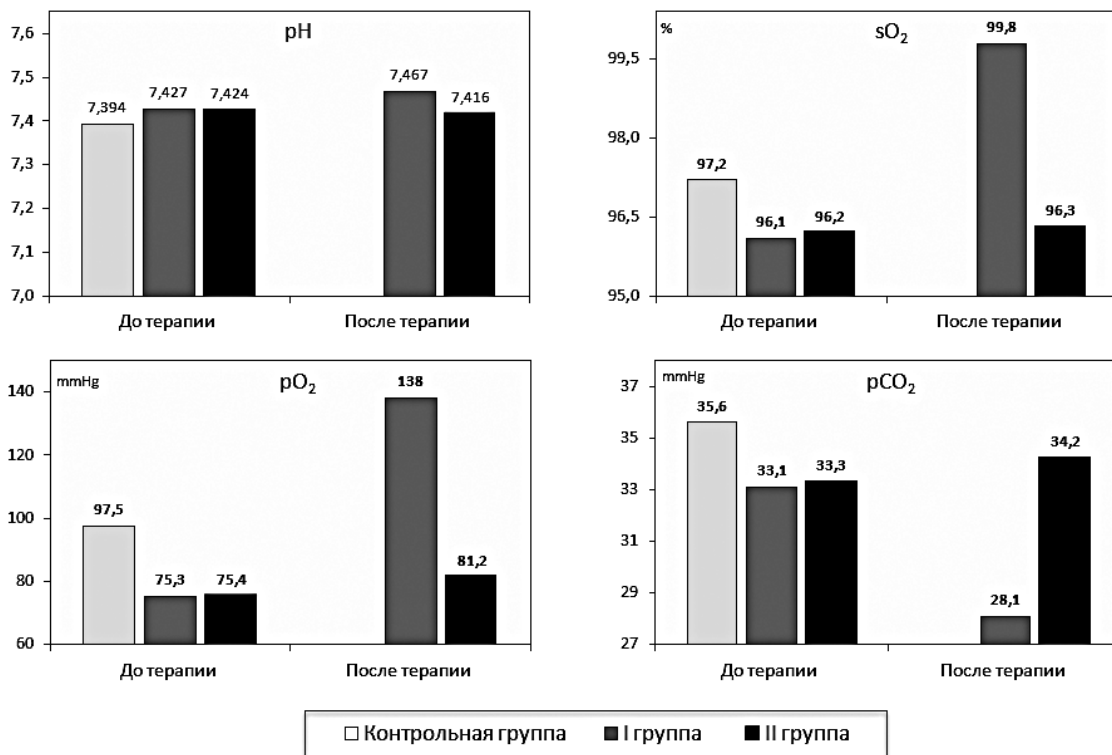 pH
7,6
7,5
7,4
7,3
7,2
7,1
7,0
7,394
7,427
7,424
7,467
7,416
До терапии
После терапии
%
sO₂
99,5
98,0
96,5
95,0
97,2
96,1
96,2
99,8
96,3
До терапии
После терапии
mmHg
pO₂
140
120
100
80
60
97,5
75,3
75,4
138
81,2
До терапии
После терапии
mmHg
pCO₂
37
35
33
31
29
27
35,6
33,1
33,3
28,1
34,2
До терапии
После терапии
Контрольная группа I группа II группа